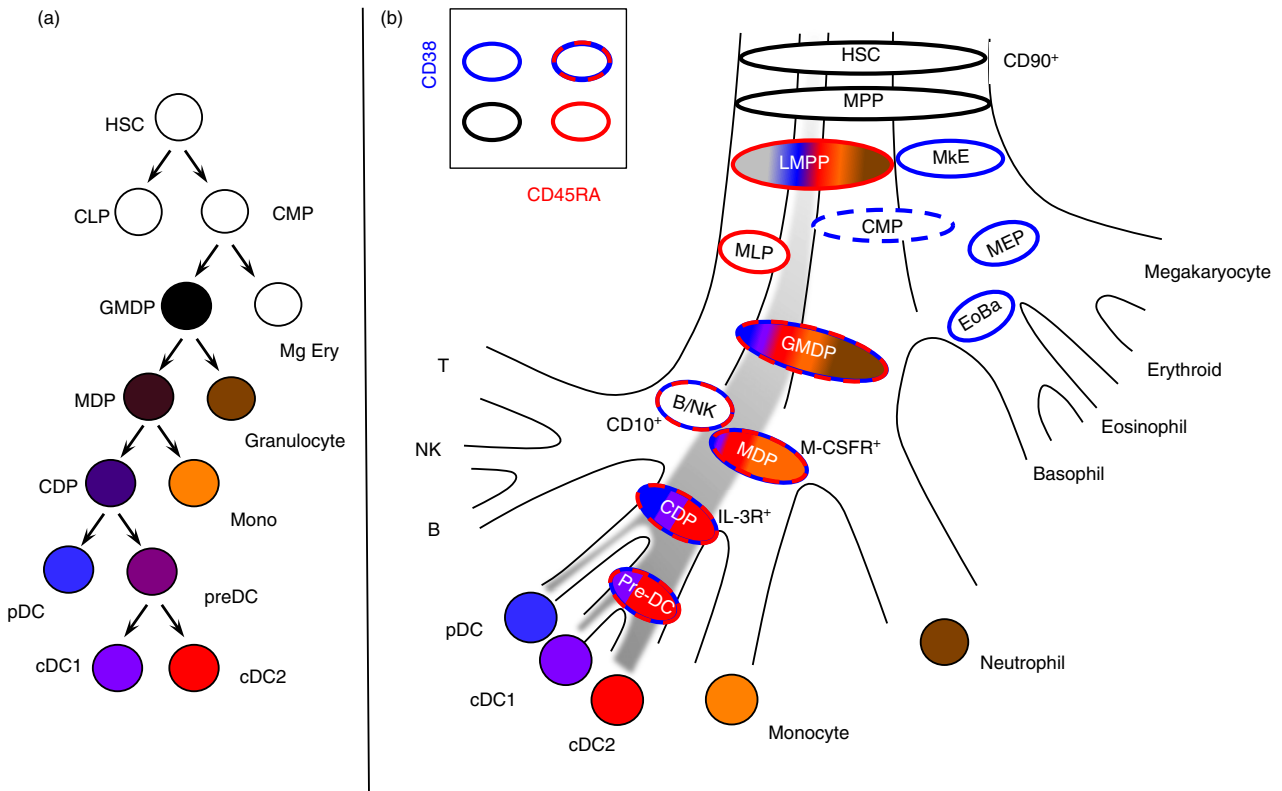 (a)
HSC
CLP
CMP
GMDP
Mg Ery
MDP
Granulocyte
CDP
Mono
pDC
preDC
cDC1
cDC2
(b)
CD38
CD45RA
HSC
CD90⁺
MPP
LMPP
MkE
CMP
MLP
MEP
Megakaryocyte
EoBa
GMDP
T
Erythroid
B/NK
CD10⁺
Eosinophil
NK
MDP
M-CSFR⁺
Basophil
CDP
IL-3R⁺
B
Pre-DC
pDC
Neutrophil
cDC1
Monocyte
cDC2